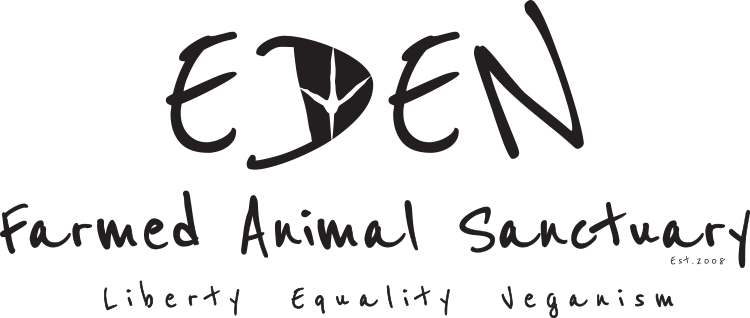 EDEN
Farmed Animal Sanctuary
Est. 2008
Liberty Equality Veganism